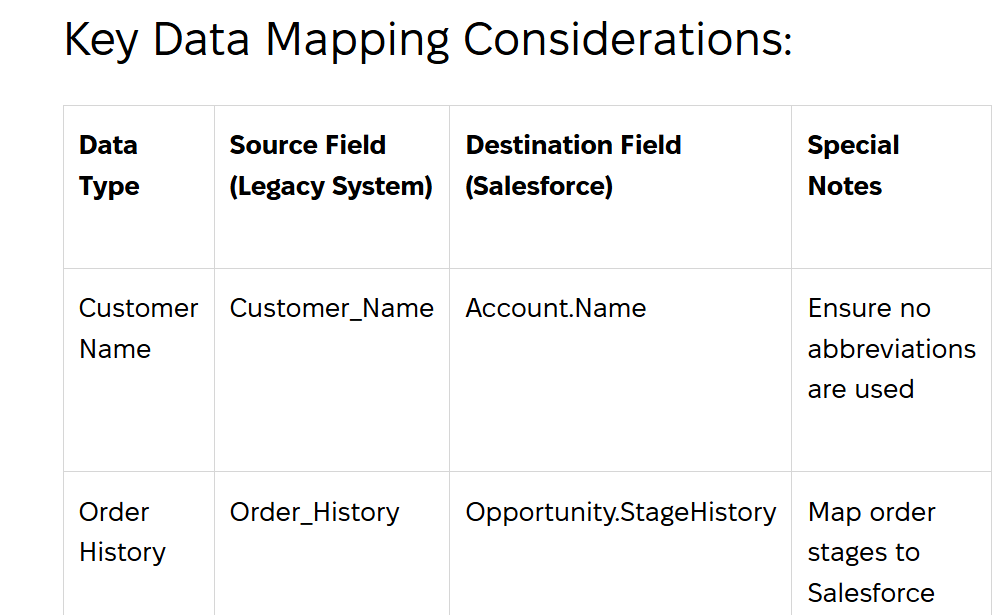 Key Data Mapping Considerations:
Data Type
Source Field (Legacy System)
Destination Field (Salesforce)
Special Notes
Customer Name
Customer_Name
Account.Name
Ensure no abbreviations are used
Order History
Order_History
Opportunity.StageHistory
Map order stages to Salesforce